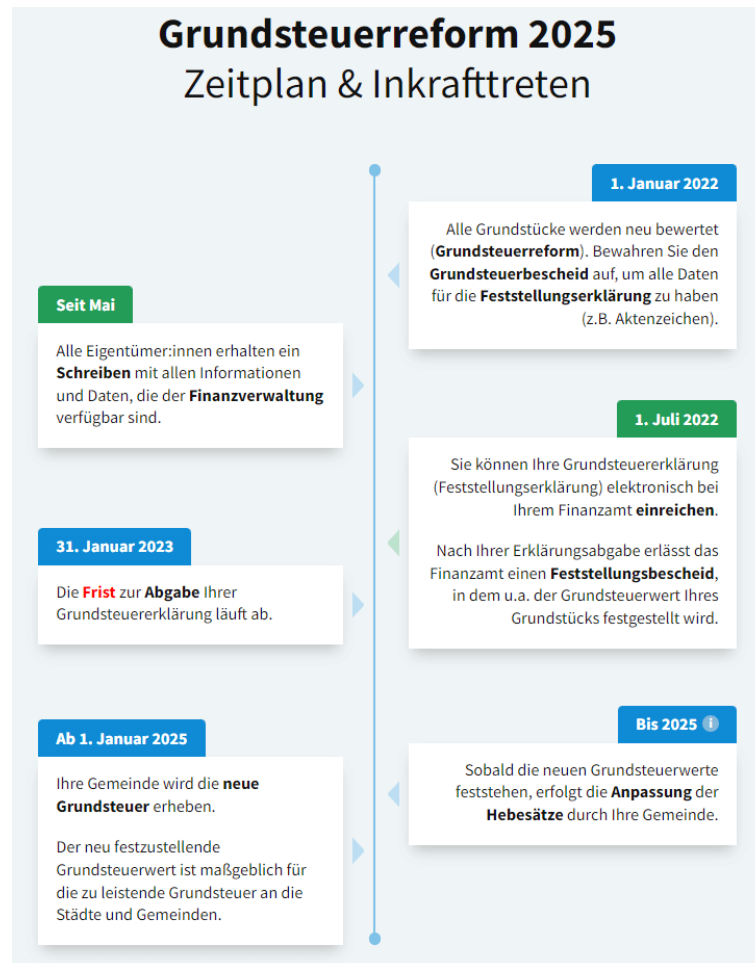 Grundsteuerreform 2025
Zeitplan & Inkrafttreten
1. Januar 2022
Alle Grundstücke werden neu bewertet
(Grundsteuerreform). Bewahren Sie den
Grundsteuerbescheid auf, um alle Daten
für die Feststellungserklärung zu haben
(z.B. Aktenzeichen).
Seit Mai
Alle Eigentümer:innen erhalten ein
Schreiben mit allen Informationen
und Daten, die der Finanzverwaltung
verfügbar sind.
1. Juli 2022
Sie können Ihre Grundsteuererklärung
(Feststellungserklärung) elektronisch bei
Ihrem Finanzamt einreichen.
Nach Ihrer Erklärungsabgabe erlässt das
Finanzamt einen Feststellungsbescheid,
in dem u.a. der Grundsteuerwert Ihres
Grundstücks festgestellt wird.
31. Januar 2023
Die Frist zur Abgabe Ihrer
Grundsteuererklärung läuft ab.
Bis 2025 i
Sobald die neuen Grundsteuerwerte
feststehen, erfolgt die Anpassung der
Hebesätze durch Ihre Gemeinde.
Ab 1. Januar 2025
Ihre Gemeinde wird die neue
Grundsteuer erheben.
Der neu festzustellende
Grundsteuerwert ist maßgeblich für
die zu leistende Grundsteuer an die
Städte und Gemeinden.